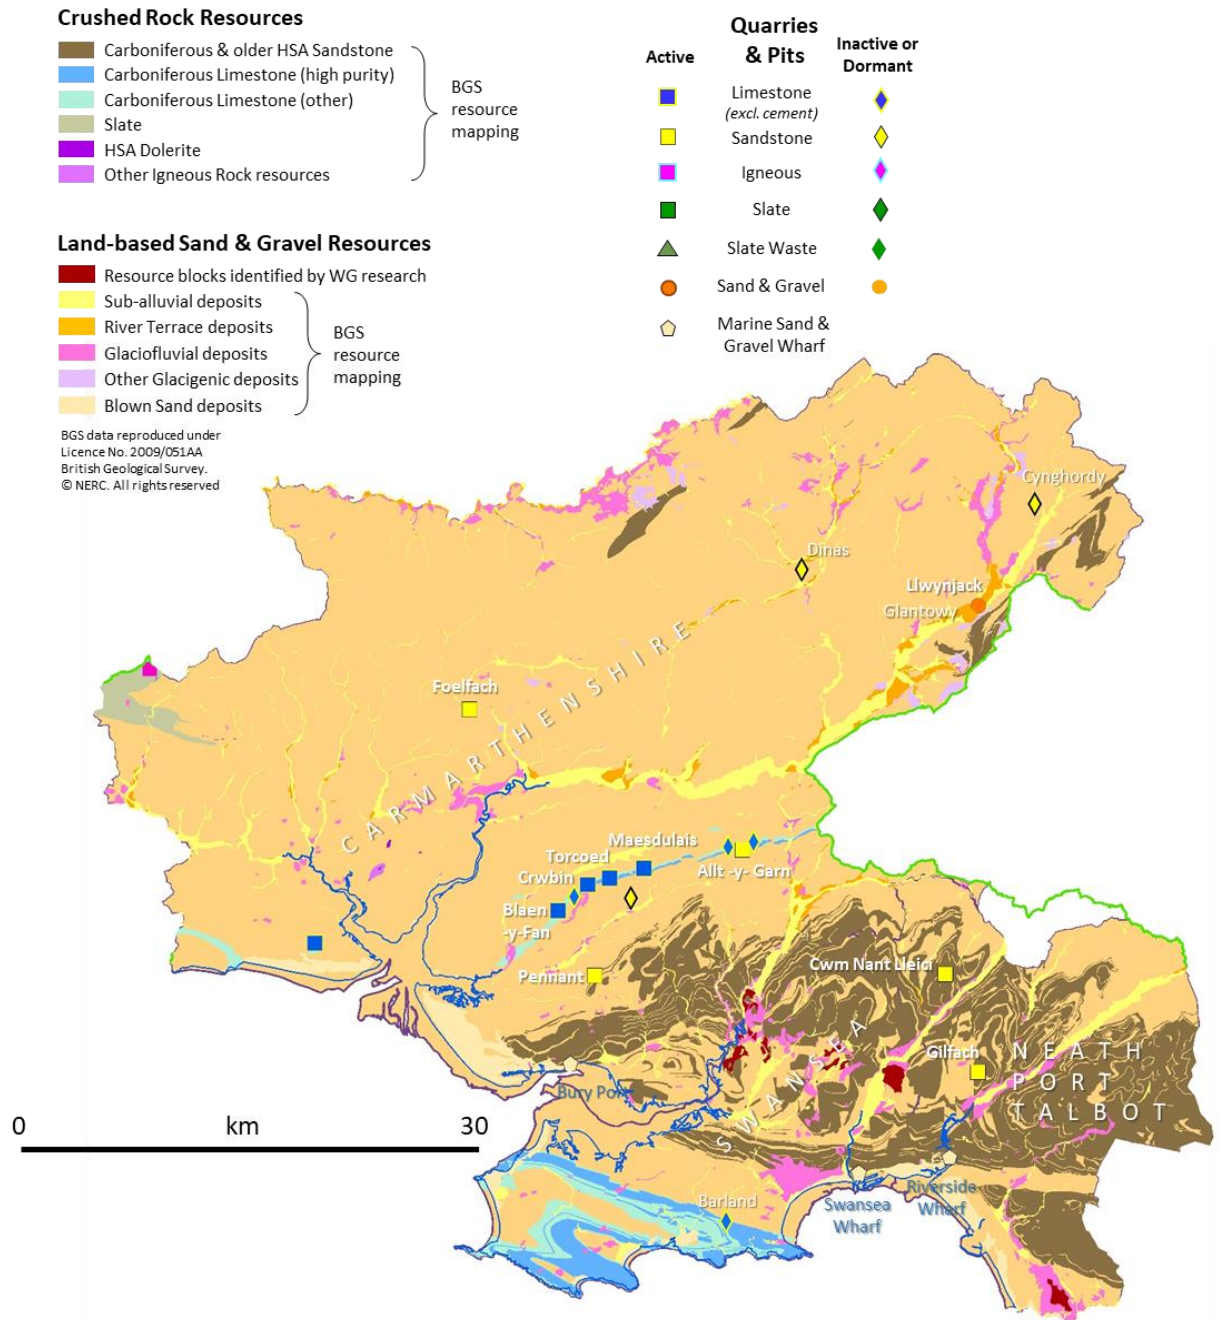 Crushed Rock Resources
Carboniferous & older HSA Sandstone
Carboniferous Limestone (high purity)
Carboniferous Limestone (other)
Slate
HSA Dolerite
Other Igneous Rock resources
BGS
resource
mapping
Land-based Sand & Gravel Resources
Resource blocks identified by WG research
Sub-alluvial deposits
River Terrace deposits
Glaciofluvial deposits
Other Glacigenic deposits
Blown Sand deposits
BGS
resource
mapping
BGS data reproduced under
Licence No. 2009/051AA
British Geological Survey.
© NERC. All rights reserved
Quarries
& Pits
Active
Inactive or
Dormant
Limestone
(excl. cement)
Sandstone
Igneous
Slate
Slate Waste
Sand & Gravel
Marine Sand &
Gravel Wharf
Cynghordy
Dinas
Llwynjack
Glantowy
Foelfach
CARMARTHENSHIRE
Maesdulais
Torcoed
Crwbin
Allt -y- Garn
Blaen
-y-Fan
Pennant
Cwm Nant Lleici
Gilfach
NEATH
PORT
TALBOT
SWANSEA
Bury Port
0 km 30
Barland
Swansea
Wharf
Riverside
Wharf